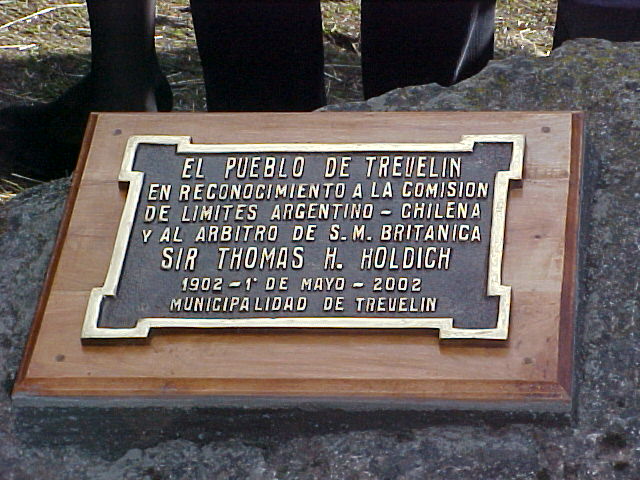 EL PUEBLO DE TREVELIN
EN RECONOCIMIENTO A LA COMISION
DE LIMITES ARGENTINO - CHILENA
Y AL ARBITRO DE S.M. BRITANICA
SIR THOMAS H. HOLDICH
1902 - 1° DE MAYO - 2002
MUNICIPALIDAD DE TREVELIN